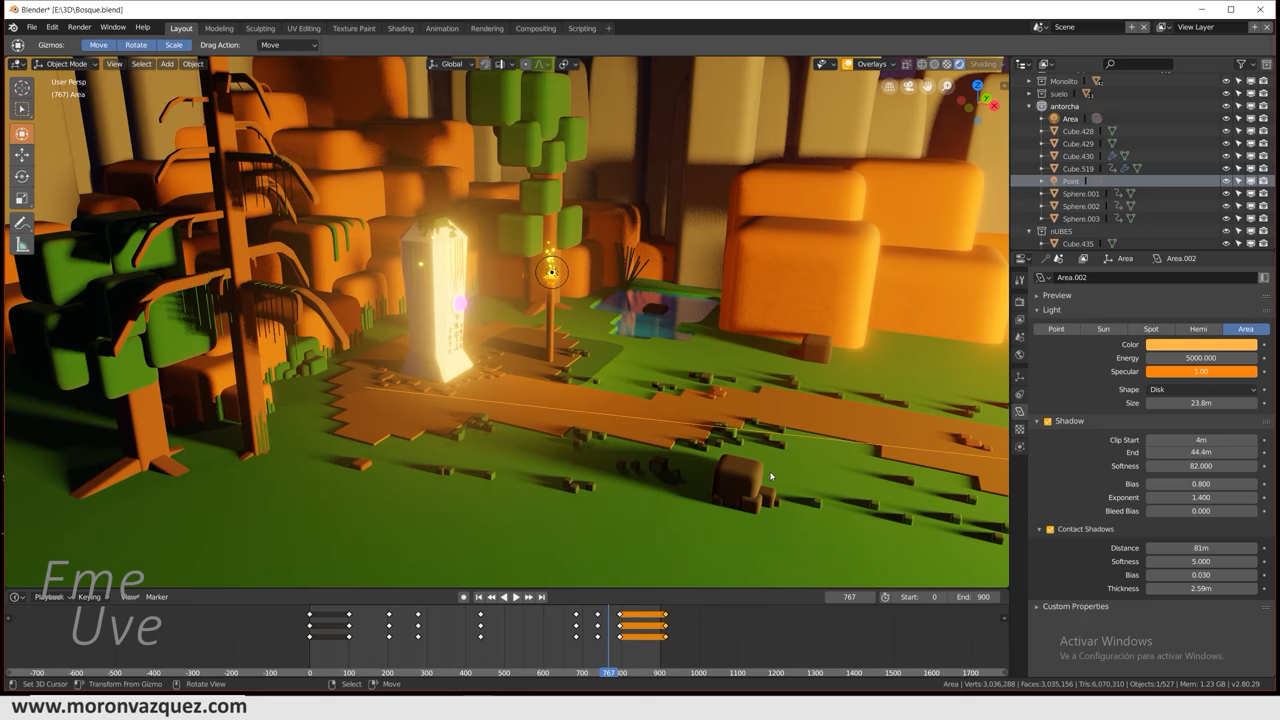 Blender* [E:\3D\Bosque.blend]
File Edit Render Window Help Layout Modeling Sculpting UV Editing Texture Paint Shading Animation Rendering Compositing Scripting Scene View Layer
Gizmos: Move Rotate Scale Drag Action: Move
Object Mode View Select Add Object Global Overlays Shading
User Persp
(767) Area
Monolito
suelo
antorcha
Area
Cube.428
Cube.429
Cube.430
Cube.519
Point
Sphere.001
Sphere.002
Sphere.003
nUBES
Cube.435
Area Area.002
Area.002
Preview
Light
Point Sun Spot Hemi Area
Color
Energy 5000.000
Specular 1.00
Shape Disk
Size 23.8m
Shadow
Clip Start 4m
End 44.4m
Softness 82.000
Bias 0.800
Exponent 1.400
Bleed Bias 0.000
Contact Shadows
Distance 81m
Softness 5.000
Bias 0.030
Thickness 2.59m
Custom Properties
Activar Windows
Ve a Configuración para activar Windows.
Eme
Uve
Playback Keying View Marker 767 Start: 0 End: 900
-700 -600 -500 -400 -300 -200 -100 0 100 200 300 400 500 600 700 767 800 900 1000 1100 1200 1300 1400 1500 1600 1700
Set 3D Cursor Transform From Gizmo Rotate View Select Move Area | Verts:3,036,288 | Faces:3,035,156 | Tris:6,070,310 | Objects:1/527 | Mem: 1.23 GB | v2.80.29
www.moronvazquez.com